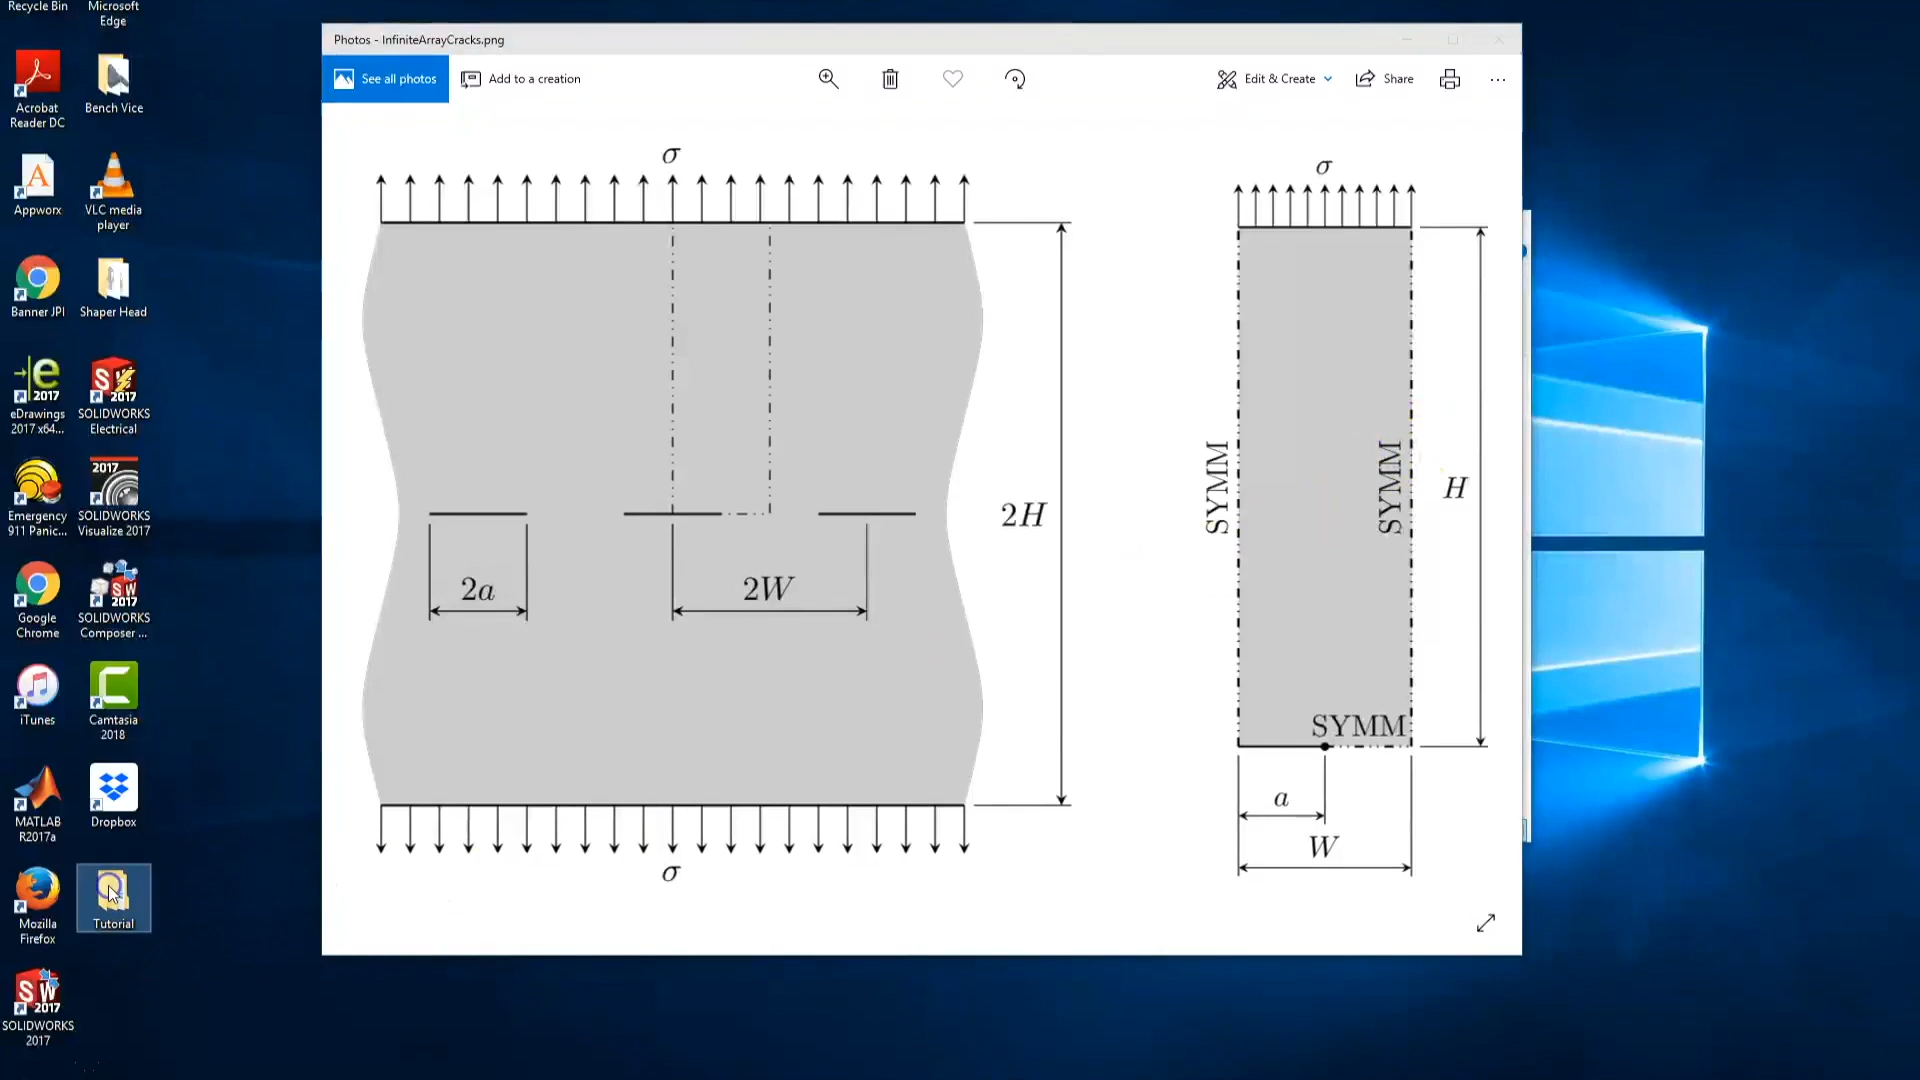 Recycle Bin
Microsoft
Edge
Acrobat
Reader DC
Bench Vice
Appworx
VLC media
player
Banner JPI
Shaper Head
2017
eDrawings
2017 x64...
2017
SOLIDWORKS
Electrical
Emergency
911 Panic...
2017
SOLIDWORKS
Visualize 2017
Google
Chrome
2017
SOLIDWORKS
Composer ...
iTunes
Camtasia
2018
MATLAB
R2017a
Dropbox
Mozilla
Firefox
Tutorial
SW
2017
SOLIDWORKS
2017
Photos - InfiniteArrayCracks.png
See all photos
Add to a creation
Edit & Create
Share
σ
2H
2a
2W
σ
σ
SYMM
SYMM
H
SYMM
a
W